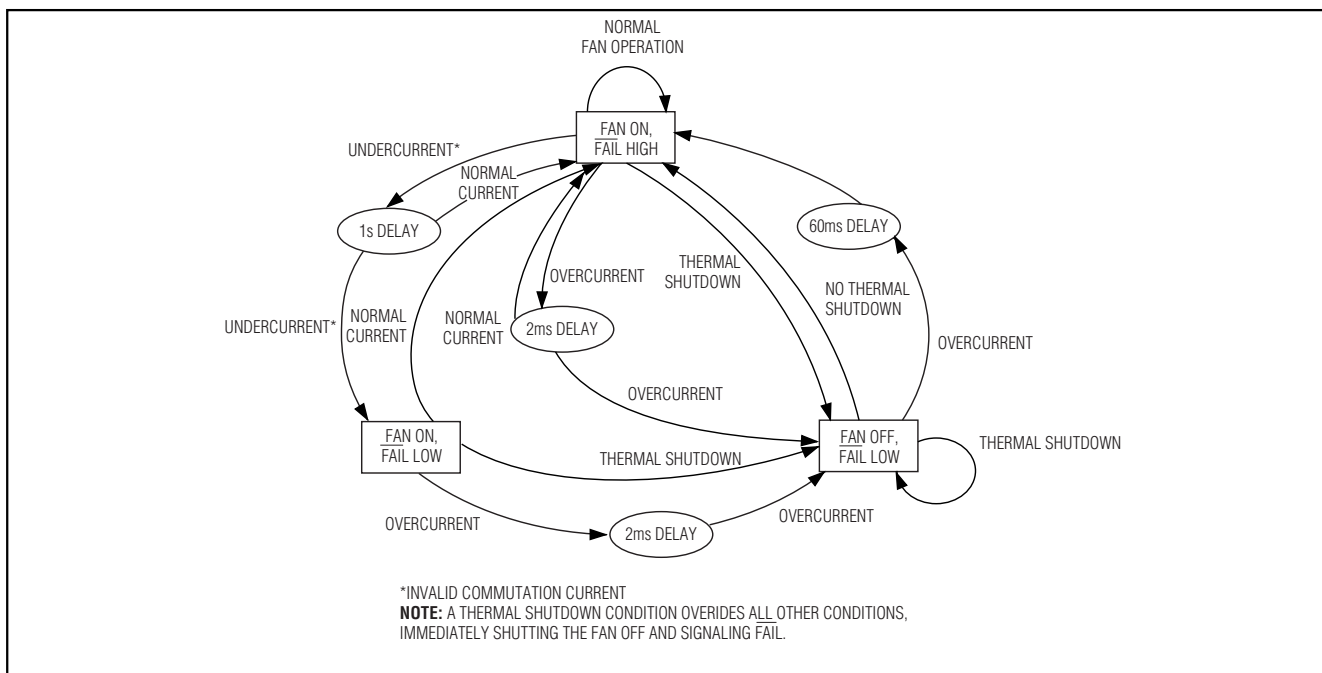 NORMAL
FAN OPERATION
FAN ON,
FAIL HIGH
UNDERCURRENT*
NORMAL
CURRENT
1s DELAY
60ms DELAY
OVERCURRENT
THERMAL
SHUTDOWN
NO THERMAL
SHUTDOWN
UNDERCURRENT*
NORMAL
CURRENT
NORMAL
CURRENT
2ms DELAY
OVERCURRENT
OVERCURRENT
FAN ON,
FAIL LOW
FAN OFF,
FAIL LOW
THERMAL SHUTDOWN
THERMAL SHUTDOWN
OVERCURRENT
2ms DELAY
OVERCURRENT
*INVALID COMMUTATION CURRENT
NOTE: A THERMAL SHUTDOWN CONDITION OVERIDES ALL OTHER CONDITIONS,
IMMEDIATELY SHUTTING THE FAN OFF AND SIGNALING FAIL.